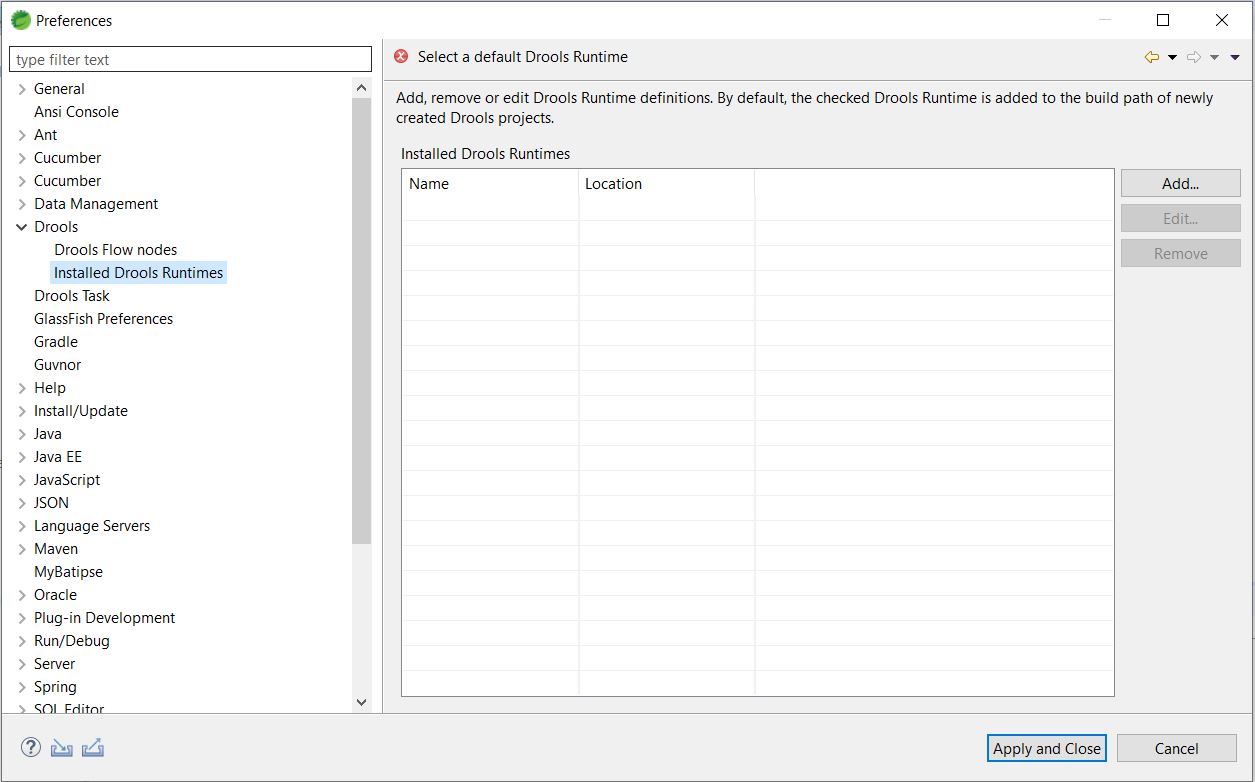 Preferences
type filter text
General
Ansi Console
Ant
Cucumber
Cucumber
Data Management
Drools
Drools Flow nodes
Installed Drools Runtimes
Drools Task
GlassFish Preferences
Gradle
Guvnor
Help
Install/Update
Java
Java EE
JavaScript
JSON
Language Servers
Maven
MyBatipse
Oracle
Plug-in Development
Run/Debug
Server
Spring
SQL Editor
Select a default Drools Runtime
Add, remove or edit Drools Runtime definitions. By default, the checked Drools Runtime is added to the build path of newly
created Drools projects.
Installed Drools Runtimes
Name Location
Add...
Edit...
Remove
Apply and Close Cancel